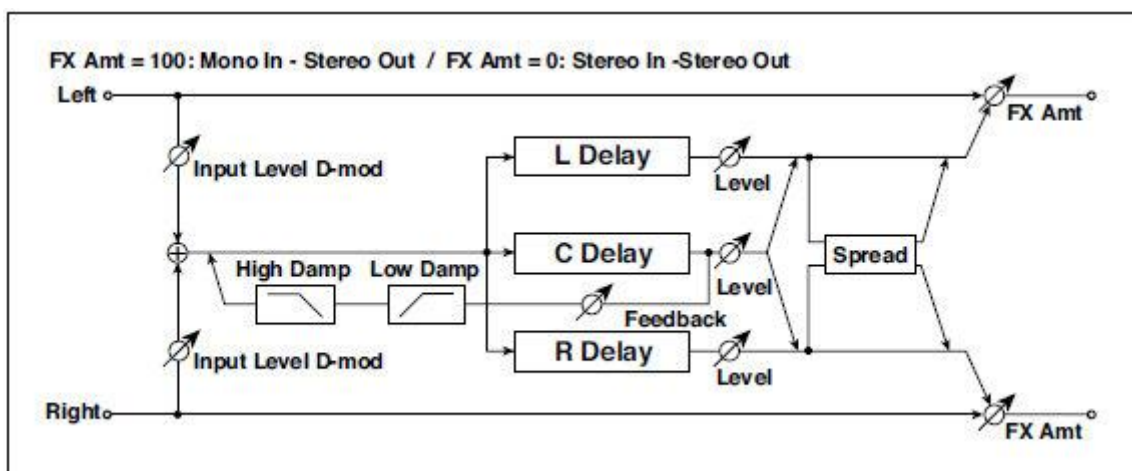 FX Amt = 100: Mono In - Stereo Out / FX Amt = 0: Stereo In -Stereo Out
Left
FX Amt
L Delay
Input Level D-mod
Level
C Delay
Spread
High Damp Low Damp
Level
Feedback
R Delay
Input Level D-mod
Level
Right
FX Amt